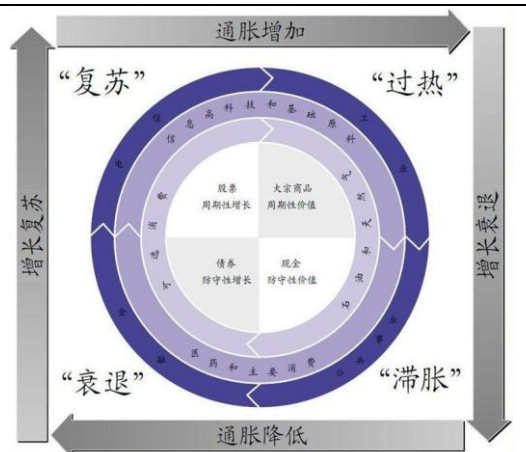 通胀增加
“复苏”
“过热”
电信
信息高科技和基础原料
工业
可选消费
石油和天然气
股票
周期性增长
大宗商品
周期性价值
债券
防守性增长
现金
防守性价值
增长复苏
增长衰退
金融
医药和主要消费
公共事业
“衰退”
“滞胀”
通胀降低